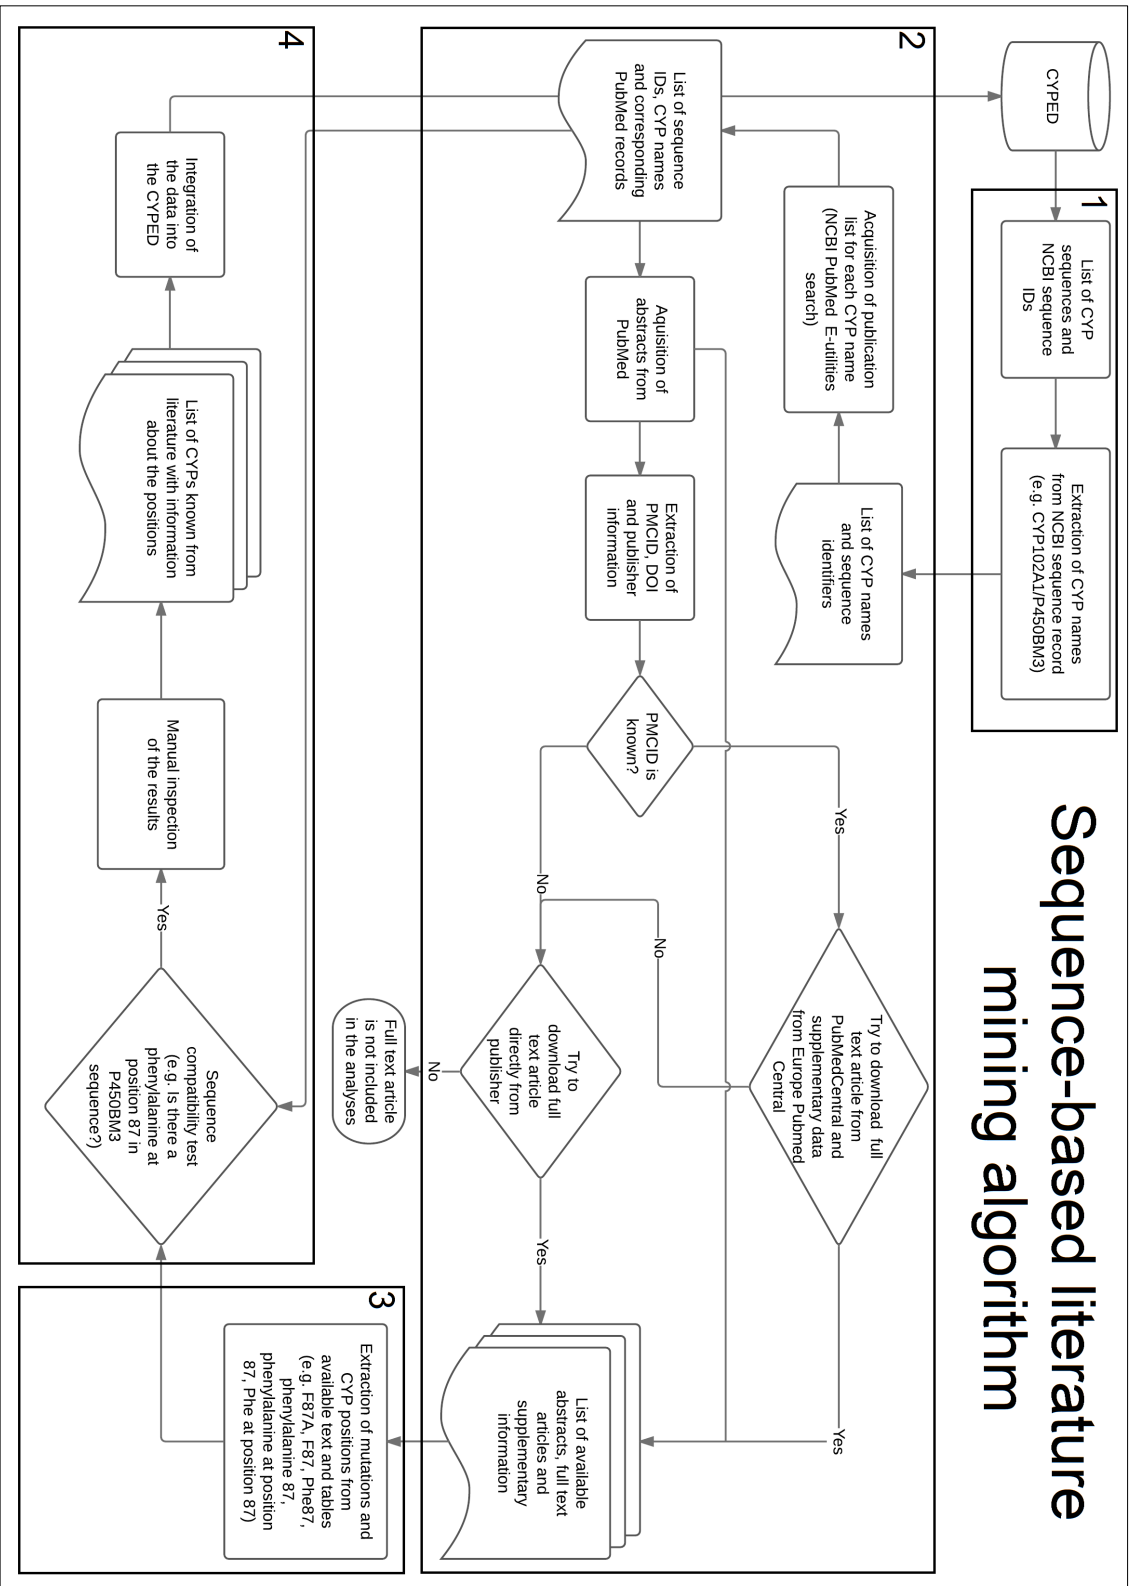 Sequence-based literature
mining algorithm
CYPED
1
List of CYP
sequences and
NCBI sequence
IDs
Extraction of CYP names
from NCBI sequence record
(e.g. CYP102A1/P450BM3)
2
List of CYP names
and sequence
identifiers
Acquisition of publication
list for each CYP name
(NCBI PubMed E-utilities
search)
List of sequence
IDs, CYP names
and corresponding
PubMed records
Aquisition of
abstracts from
PubMed
Extraction of
PMCID, DOI
and publisher
information
PMCID is
known?
Yes
No
Try to download full
text article from
PubMedCentral and
supplementary data
from Europe Pubmed
Central
No
Yes
Try to
download full
text article
directly from
publisher
Yes
No
Full text article
is not included
in the analyses
List of available
abstracts, full text
articles and
supplementary
information
3
Extraction of mutations and
CYP positions from
available text and tables
(e.g. F87A, F87, Phe87,
phenylalanine 87,
phenylalanine at position
87, Phe at position 87)
4
Sequence
compatibility test
(e.g. Is there a
phenylalanine at
position 87 in
P450BM3
sequence?)
Yes
Manual inspection
of the results
List of CYPs known from
literature with information
about the positions
Integration of
the data into
the CYPED